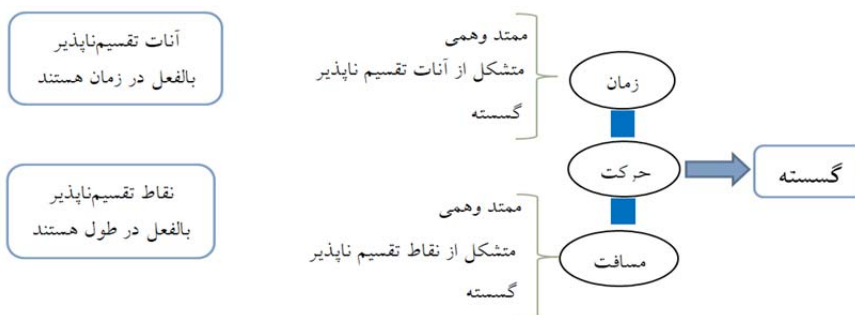 آنات تقسیم‌ناپذیر
بالفعل در زمان هستند
ممتد وهمی
متشکل از آنات تقسیم ناپذیر
گسسته
زمان
حرکت
گسسته
نقاط تقسیم‌ناپذیر
بالفعل در طول هستند
ممتد وهمی
متشکل از نقاط تقسیم ناپذیر
گسسته
مسافت